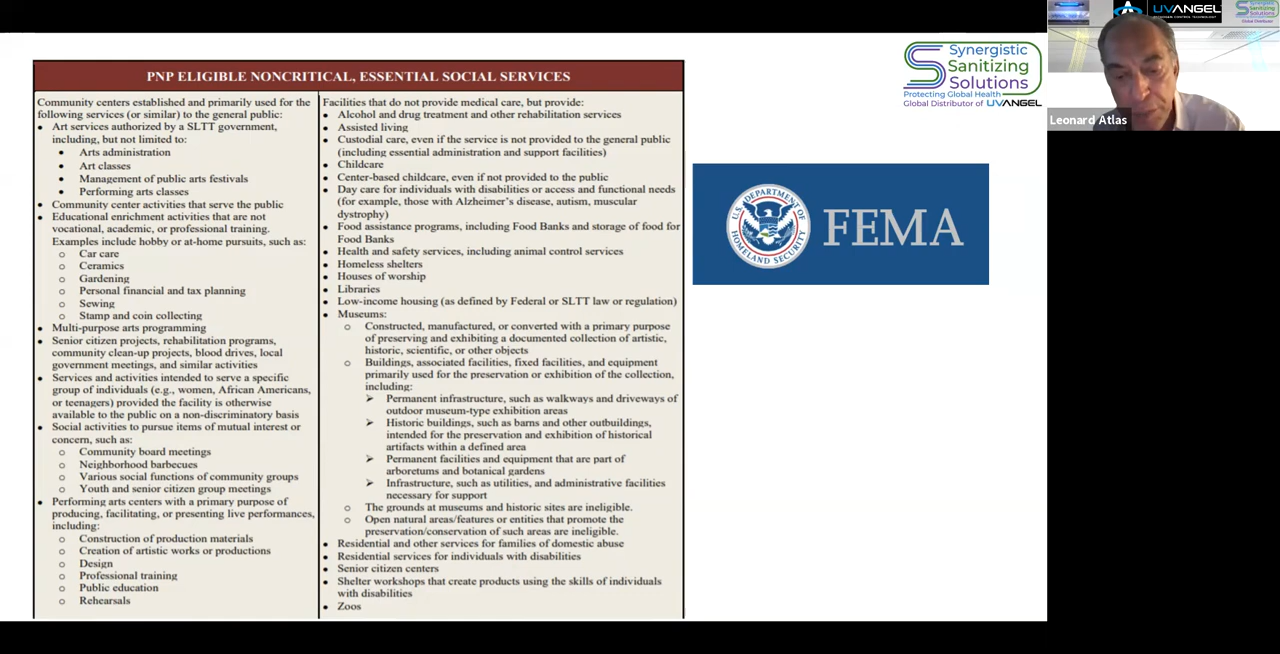 PNP ELIGIBLE NONCRITICAL, ESSENTIAL SOCIAL SERVICES
Community centers established and primarily used for the
following services (or similar) to the general public:
• Art services authorized by a SLTT government,
including, but not limited to:
• Arts administration
• Art classes
• Management of public arts festivals
• Performing arts classes
• Community center activities that serve the public
• Educational enrichment activities that are not
vocational, academic, or professional training.
Examples include hobby or at-home pursuits, such as:
o Car care
o Ceramics
o Gardening
o Personal financial and tax planning
o Sewing
o Stamp and coin collecting
• Multi-purpose arts programming
• Senior citizen projects, rehabilitation programs,
community clean-up projects, blood drives, local
government meetings, and similar activities
• Services and activities intended to serve a specific
group of individuals (e.g., women, African Americans,
or teenagers) provided the facility is otherwise
available to the public on a non-discriminatory basis
• Social activities to pursue items of mutual interest or
concern, such as:
o Community board meetings
o Neighborhood barbecues
o Various social functions of community groups
o Youth and senior citizen group meetings
• Performing arts centers with a primary purpose of
producing, facilitating, or presenting live performances,
including:
o Construction of production materials
o Creation of artistic works or productions
o Design
o Professional training
o Public education
o Rehearsals
Facilities that do not provide medical care, but provide:
• Alcohol and drug treatment and other rehabilitation services
• Assisted living
• Custodial care, even if the service is not provided to the general public
(including essential administration and support facilities)
• Childcare
• Center-based childcare, even if not provided to the public
• Day care for individuals with disabilities or access and functional needs
(for example, those with Alzheimer's disease, autism, muscular
dystrophy)
• Food assistance programs, including Food Banks and storage of food for
Food Banks
• Health and safety services, including animal control services
• Homeless shelters
• Houses of worship
• Libraries
• Low-income housing (as defined by Federal or SLTT law or regulation)
• Museums:
o Constructed, manufactured, or converted with a primary purpose
of preserving and exhibiting a documented collection of artistic,
historic, scientific, or other objects
o Buildings, associated facilities, fixed facilities, and equipment
primarily used for the preservation or exhibition of the collection,
including:
➢ Permanent infrastructure, such as walkways and driveways of
outdoor museum-type exhibition areas
➢ Historic buildings, such as barns and other outbuildings,
intended for the preservation and exhibition of historical
artifacts within a defined area
➢ Permanent facilities and equipment that are part of
arboretums and botanical gardens
➢ Infrastructure, such as utilities, and administrative facilities
necessary for support
o The grounds at museums and historic sites are ineligible.
o Open natural areas/features or entities that promote the
preservation/conservation of such areas are ineligible.
• Residential and other services for families of domestic abuse
• Residential services for individuals with disabilities
• Senior citizen centers
• Shelter workshops that create products using the skills of individuals
with disabilities
• Zoos
Synergistic
Sanitizing
Solutions
Protecting Global Health
Global Distributor of UVANGEL
U.S. DEPARTMENT OF
HOMELAND SECURITY
FEMA
UVANGEL
Synergistic
Sanitizing
Solutions
Leonard Atlas